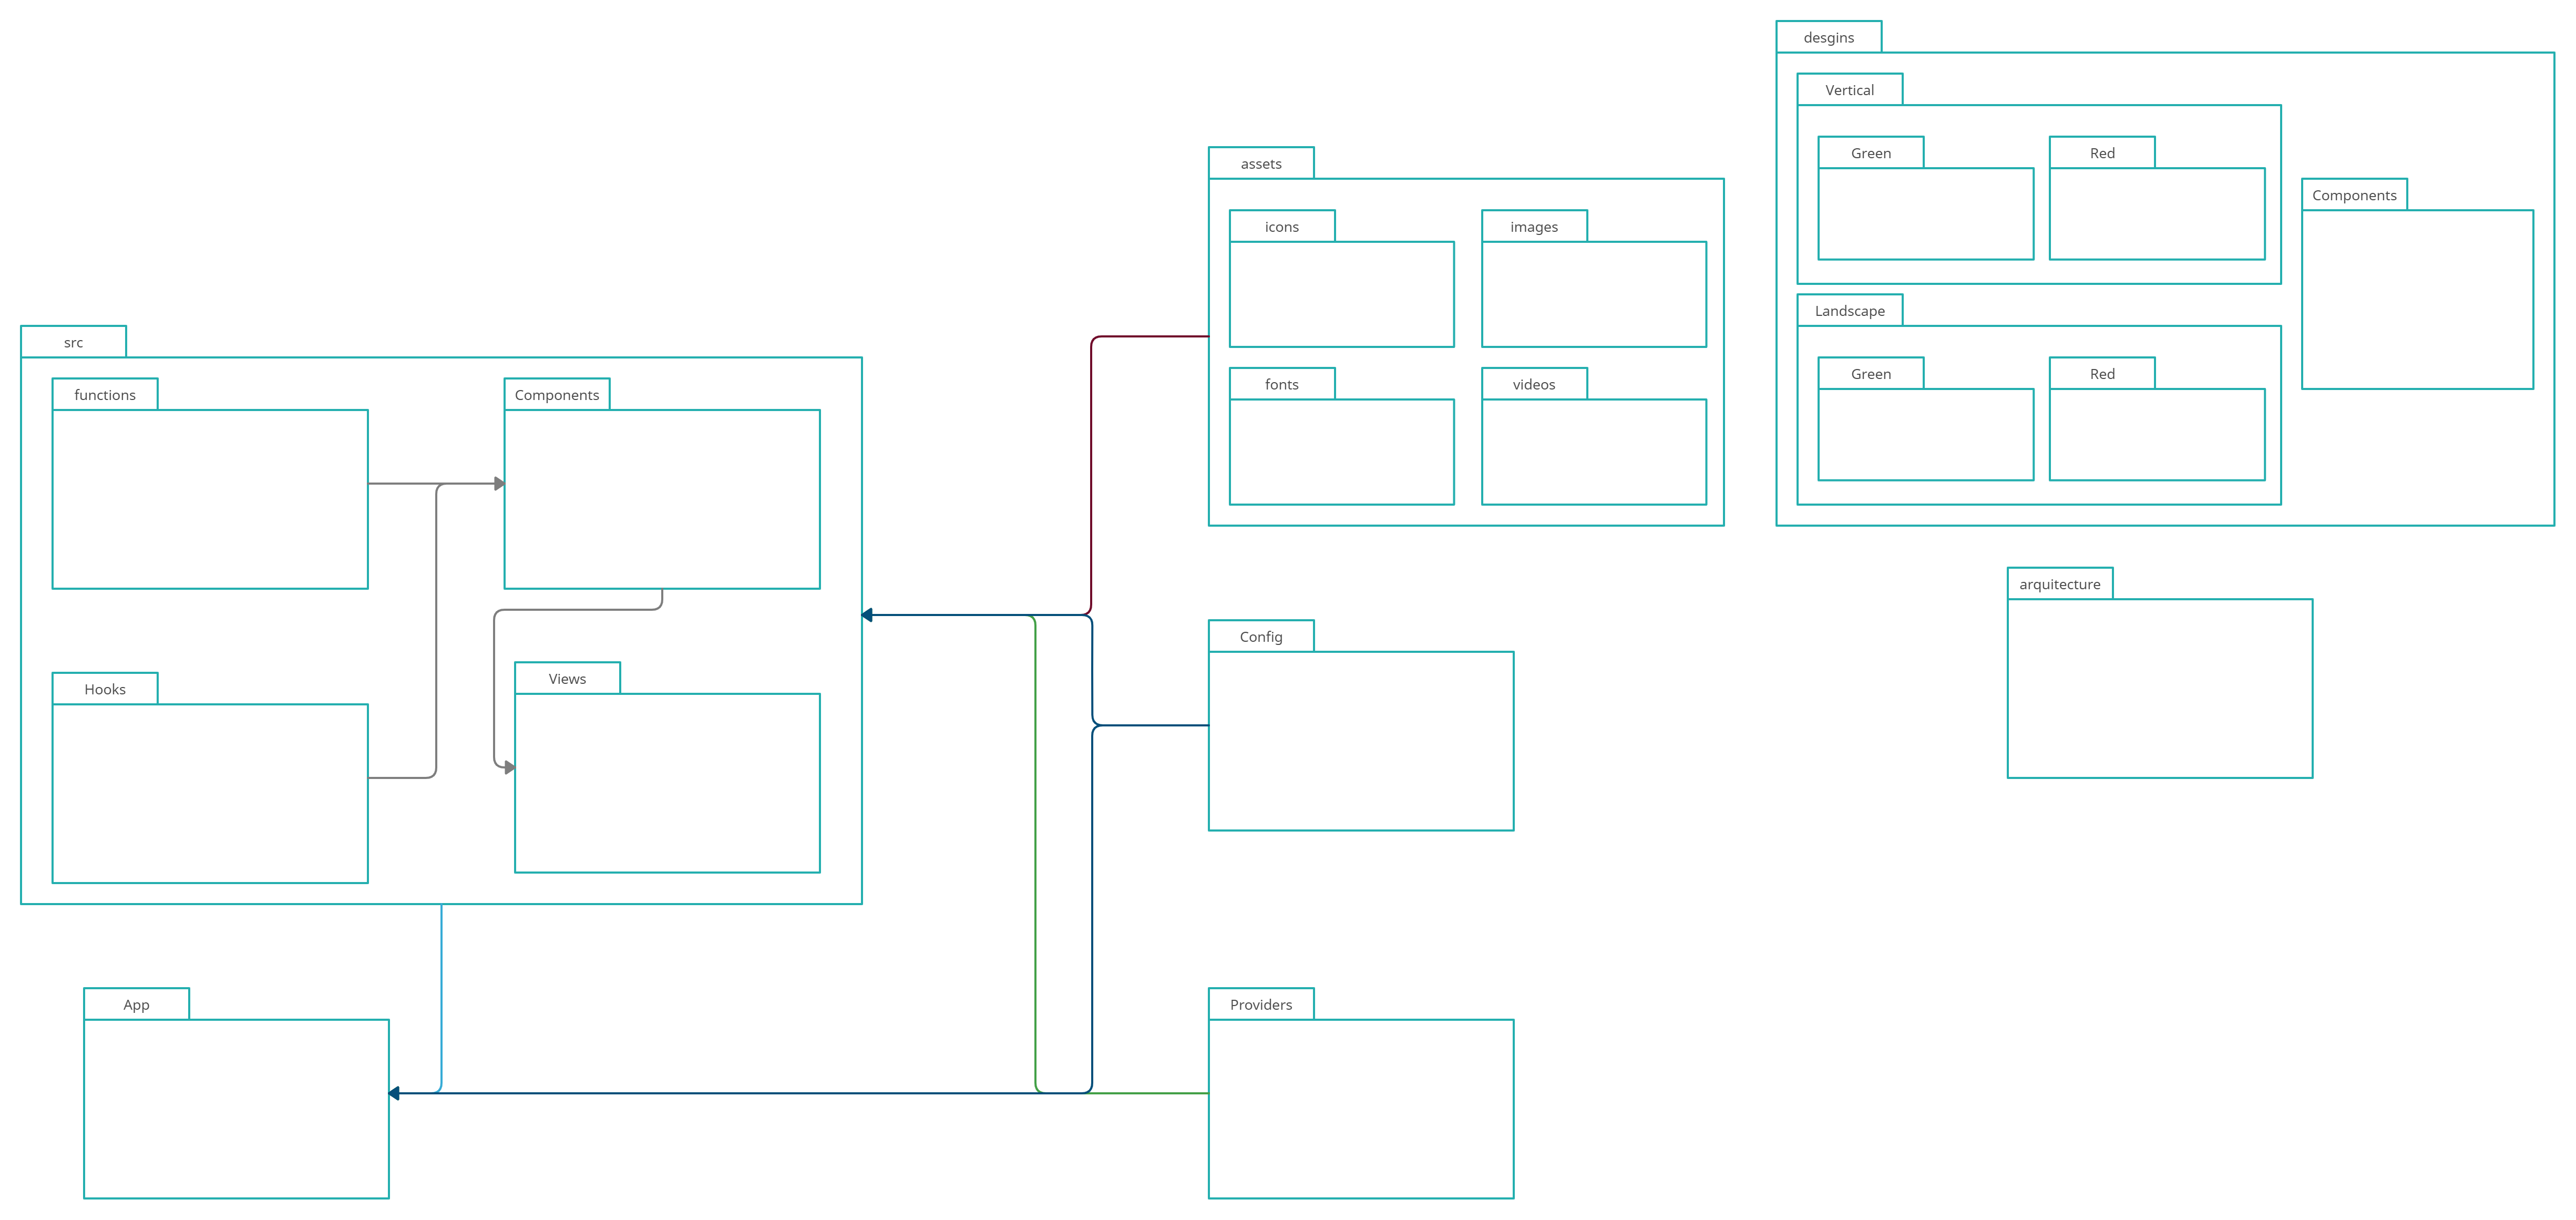 desgins
Vertical
Green
Red
Components
Landscape
Green
Red
assets
icons
images
fonts
videos
src
functions
Components
Hooks
Views
arquitecture
Config
App
Providers